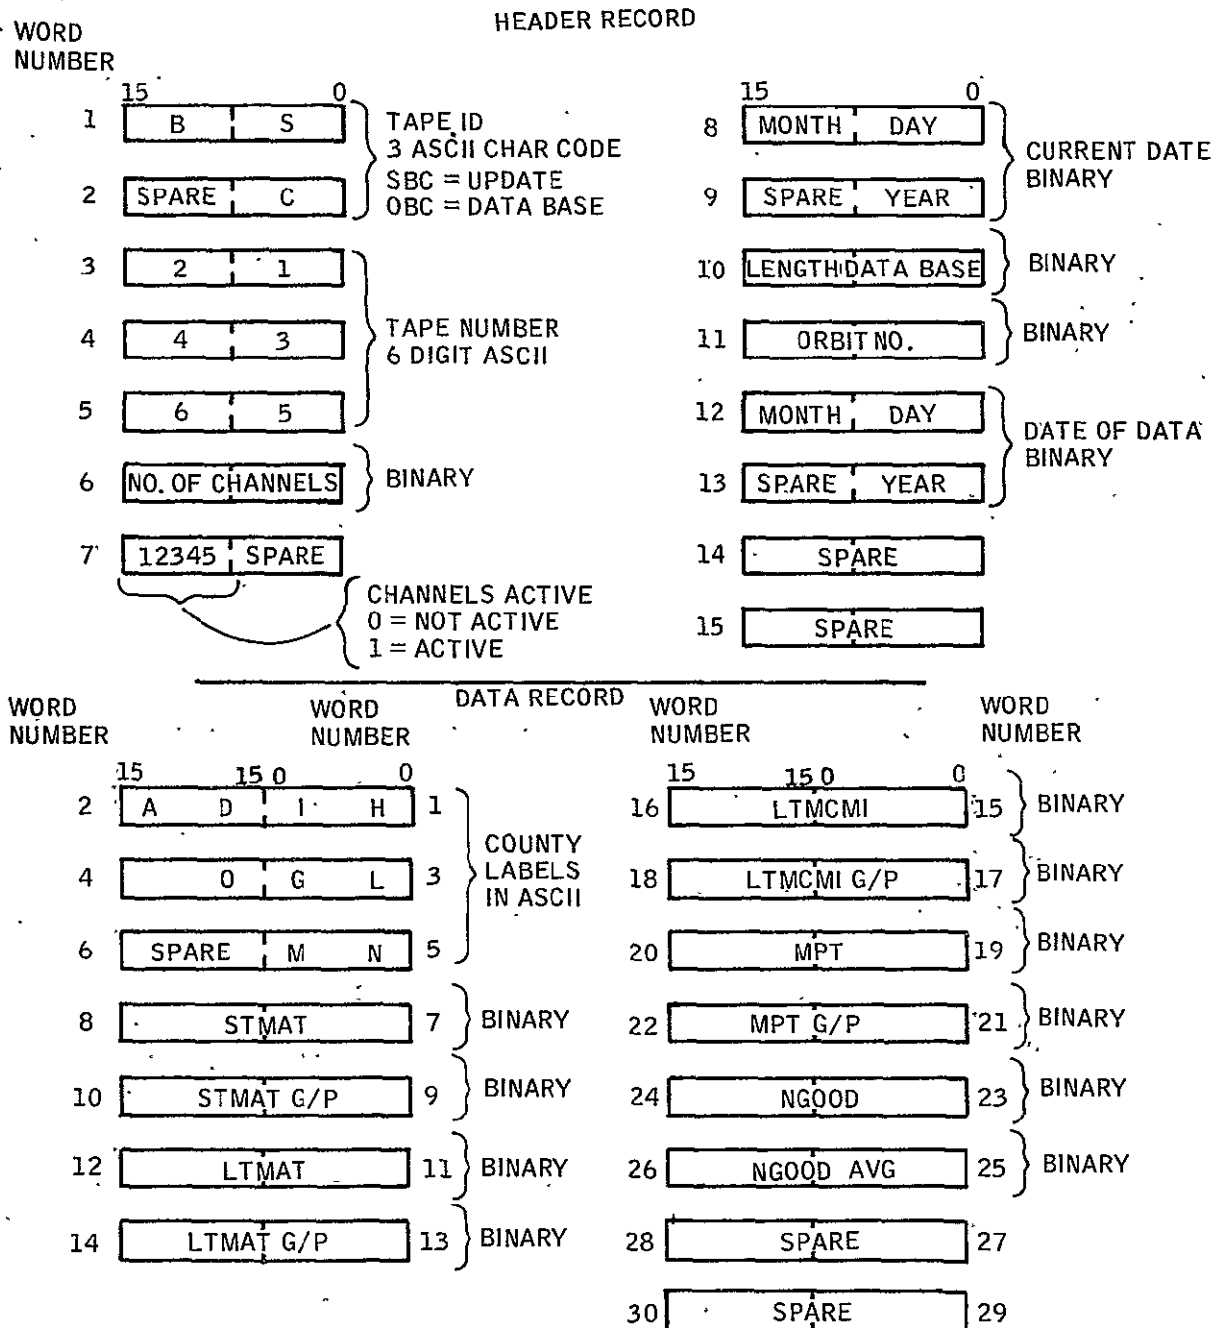 HEADER RECORD
WORD
NUMBER
15 0
1 B S
2 SPARE C
TAPE ID
3 ASCII CHAR CODE
SBC = UPDATE
OBC = DATA BASE
3 2 1
4 4 3
5 6 5
TAPE NUMBER
6 DIGIT ASCII
6 NO. OF CHANNELS BINARY
7 12345 SPARE
CHANNELS ACTIVE
0 = NOT ACTIVE
1 = ACTIVE
15 0
8 MONTH DAY
9 SPARE YEAR
CURRENT DATE
BINARY
10 LENGTH DATA BASE BINARY
11 ORBIT NO. BINARY
12 MONTH DAY
13 SPARE YEAR
DATE OF DATA
BINARY
14 SPARE
15 SPARE
DATA RECORD
WORD
NUMBER
WORD
NUMBER
15 15 0 0
2 A D I H 1
4 O G L 3
6 SPARE M N 5
COUNTY
LABELS
IN ASCII
8 STMAT 7 BINARY
10 STMAT G/P 9 BINARY
12 LTMAT 11 BINARY
14 LTMAT G/P 13 BINARY
WORD
NUMBER
WORD
NUMBER
15 15 0 0
16 LTMCMI 15 BINARY
18 LTMCMI G/P 17 BINARY
20 MPT 19 BINARY
22 MPT G/P 21 BINARY
24 NGOOD 23 BINARY
26 NGOOD AVG 25 BINARY
28 SPARE 27
30 SPARE 29